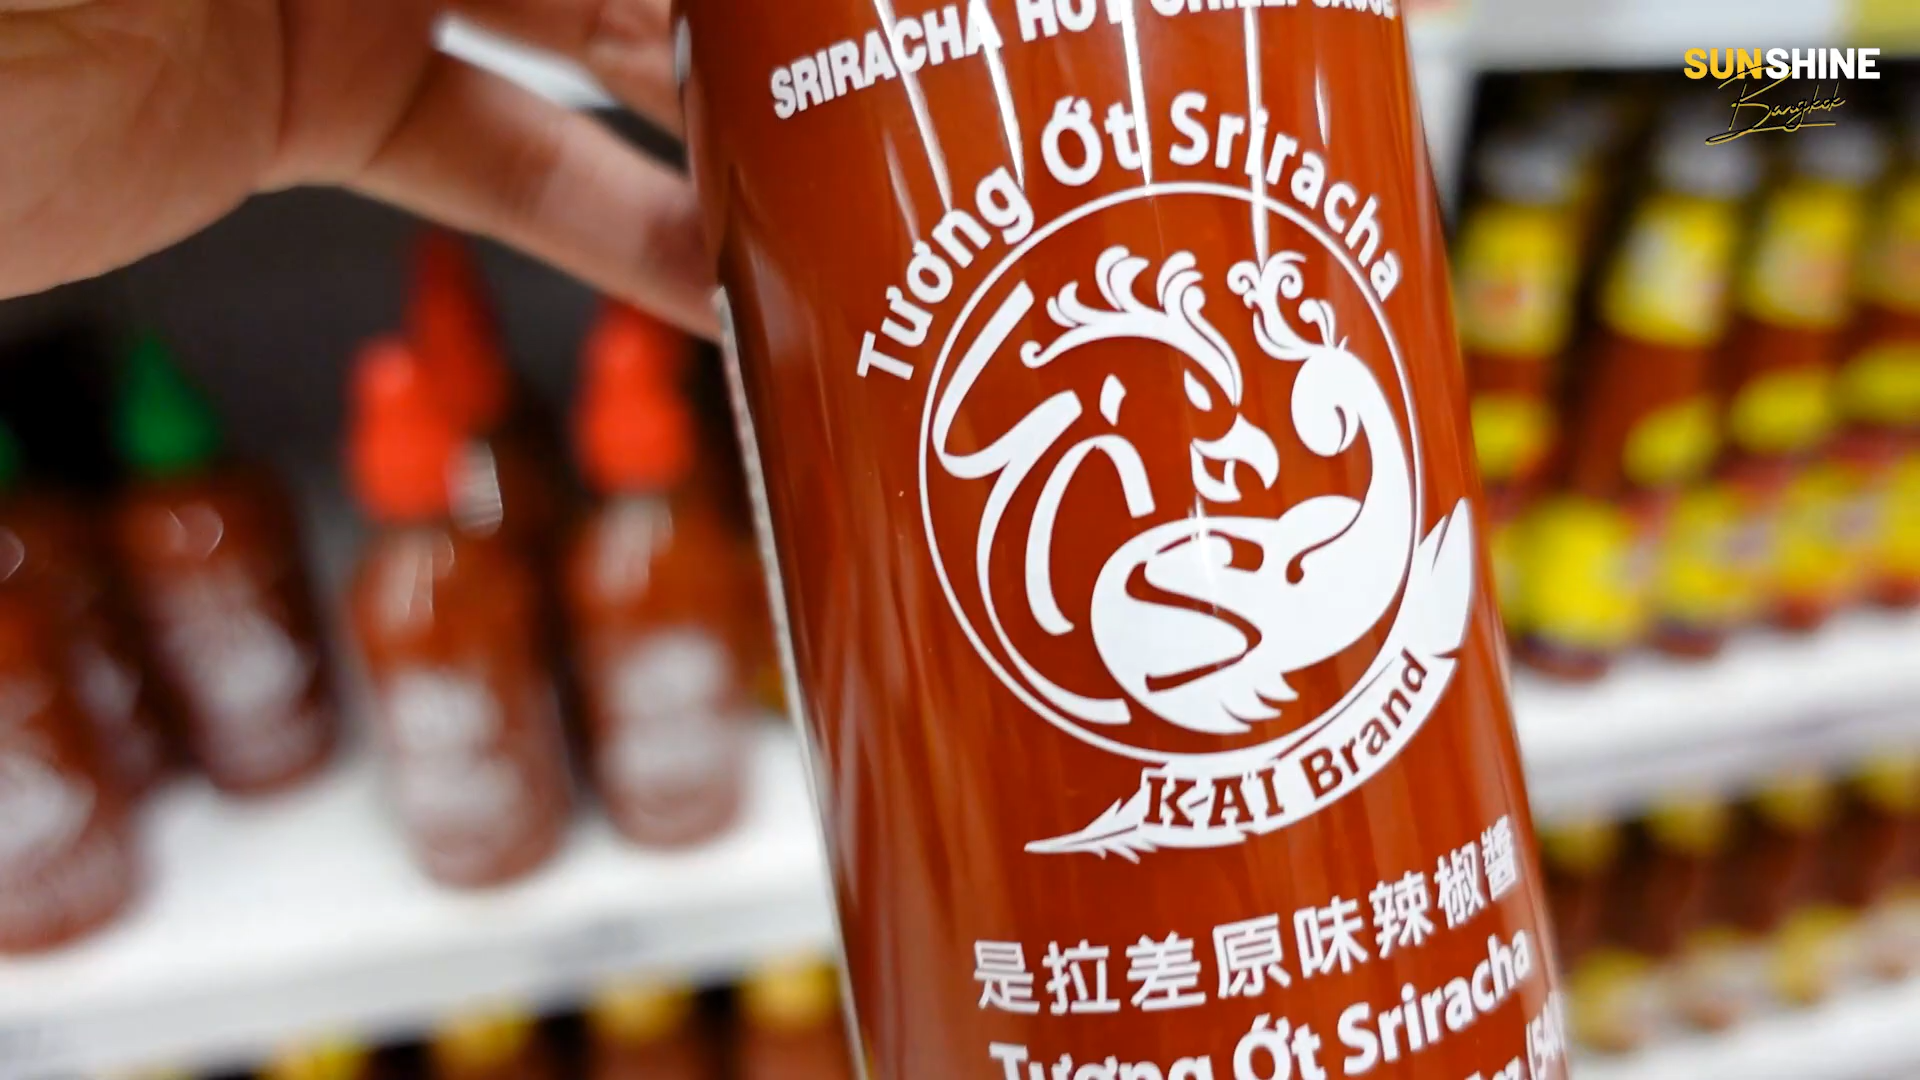 SUNSHINE
Bangkok
SRIRACHA HOT CHILLI SAUCE
Tương Ớt Sriracha
KAI Brand
是拉差原味辣椒醬
Tương Ớt Sriracha